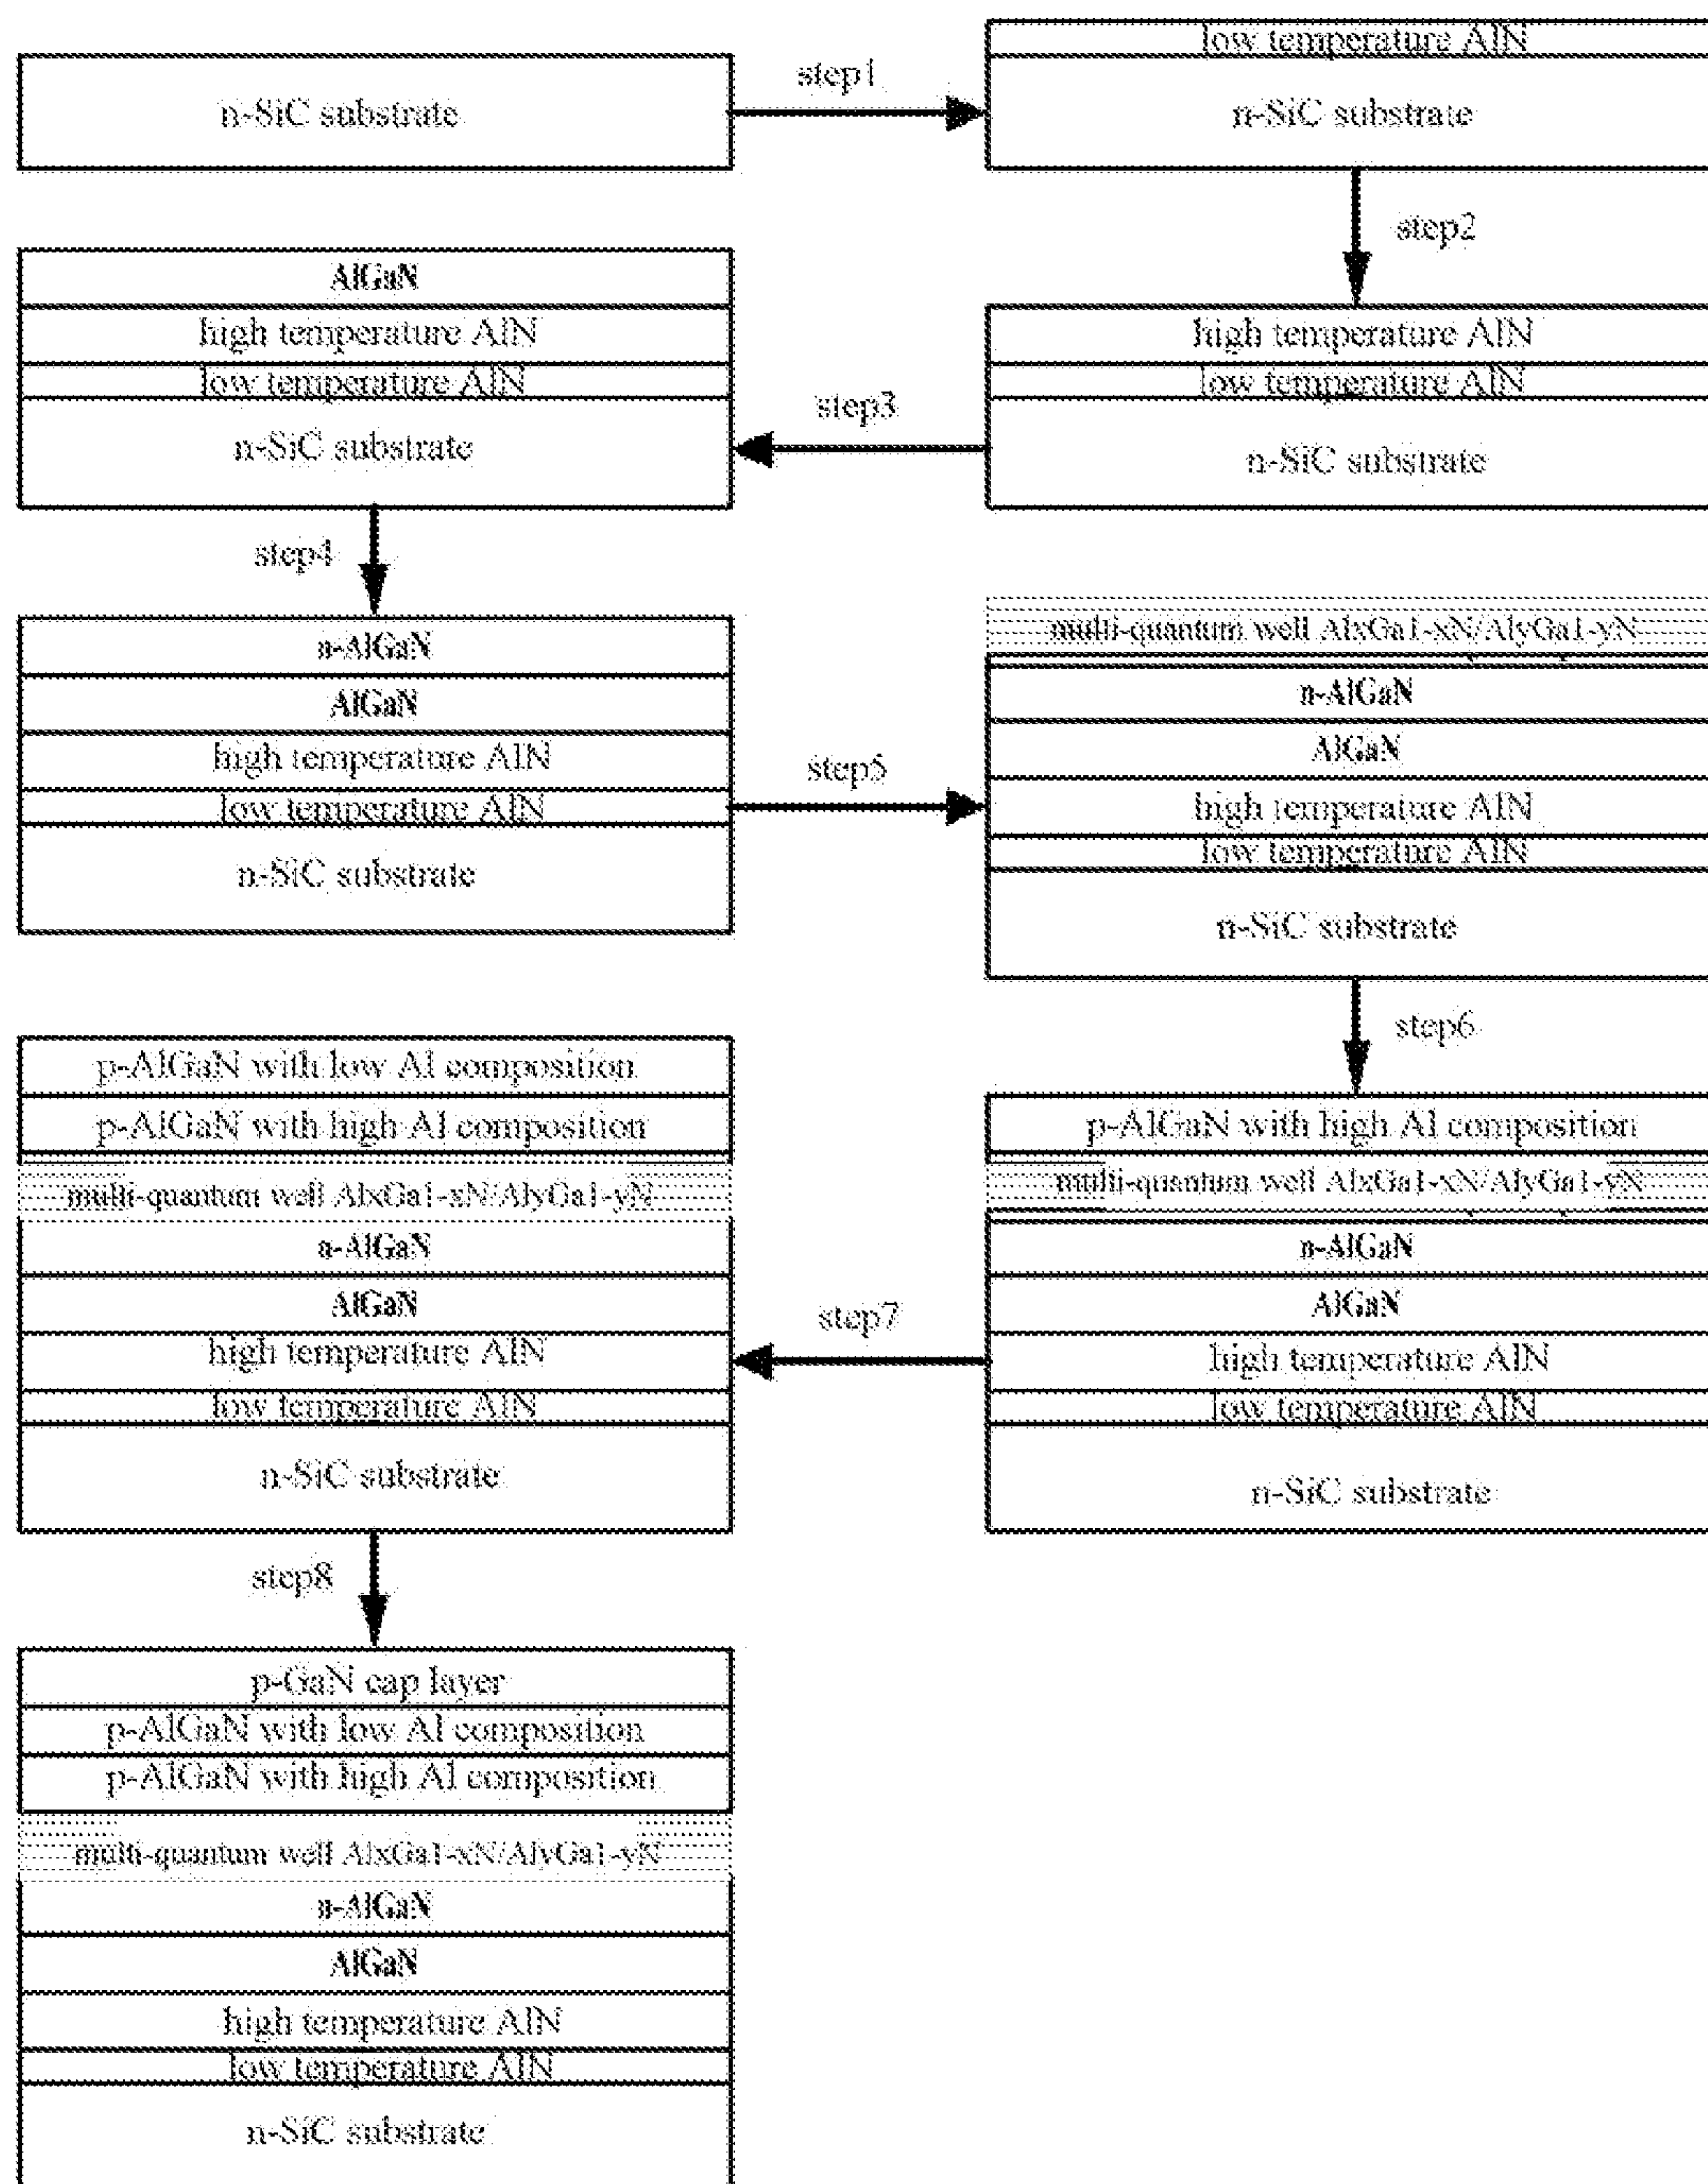 n-SiC substrate
step1
low temperature AlN
n-SiC substrate
step2
high temperature AlN
low temperature AlN
n-SiC substrate
step3
AlGaN
high temperature AlN
low temperature AlN
n-SiC substrate
step4
n-AlGaN
AlGaN
high temperature AlN
low temperature AlN
n-SiC substrate
step5
multi-quantum well AlxGa1-xN/AlyGa1-yN
n-AlGaN
AlGaN
high temperature AlN
low temperature AlN
n-SiC substrate
step6
p-AlGaN with high Al composition
multi-quantum well AlxGa1-xN/AlyGa1-yN
n-AlGaN
AlGaN
high temperature AlN
low temperature AlN
n-SiC substrate
step7
p-AlGaN with low Al composition
p-AlGaN with high Al composition
multi-quantum well AlxGa1-xN/AlyGa1-yN
n-AlGaN
AlGaN
high temperature AlN
low temperature AlN
n-SiC substrate
step8
p-GaN cap layer
p-AlGaN with low Al composition
p-AlGaN with high Al composition
multi-quantum well AlxGa1-xN/AlyGa1-yN
n-AlGaN
AlGaN
high temperature AlN
low temperature AlN
n-SiC substrate